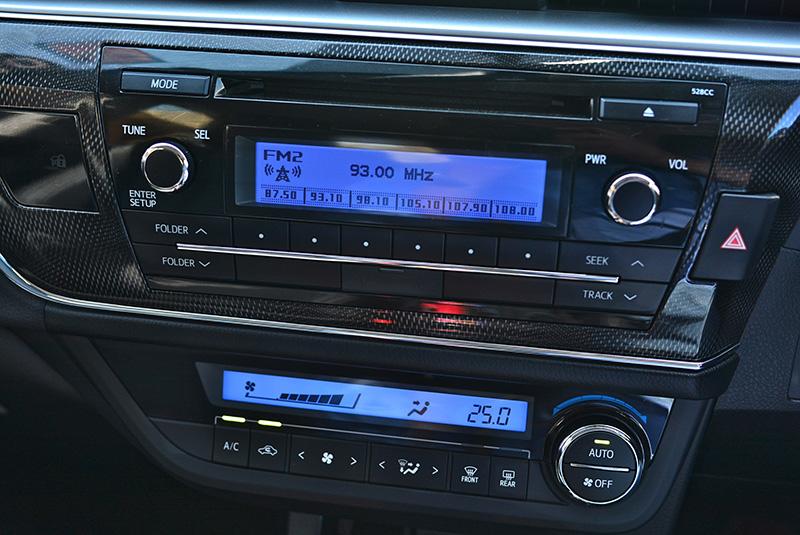 MODE
528CC
TUNE
SEL
ENTER
SETUP
FM2
93.00 MHz
87.50 93.10 98.10 105.10 107.90 108.00
PWR
VOL
FOLDER
FOLDER
SEEK
TRACK
25.0
A/C
FRONT
REAR
AUTO
OFF